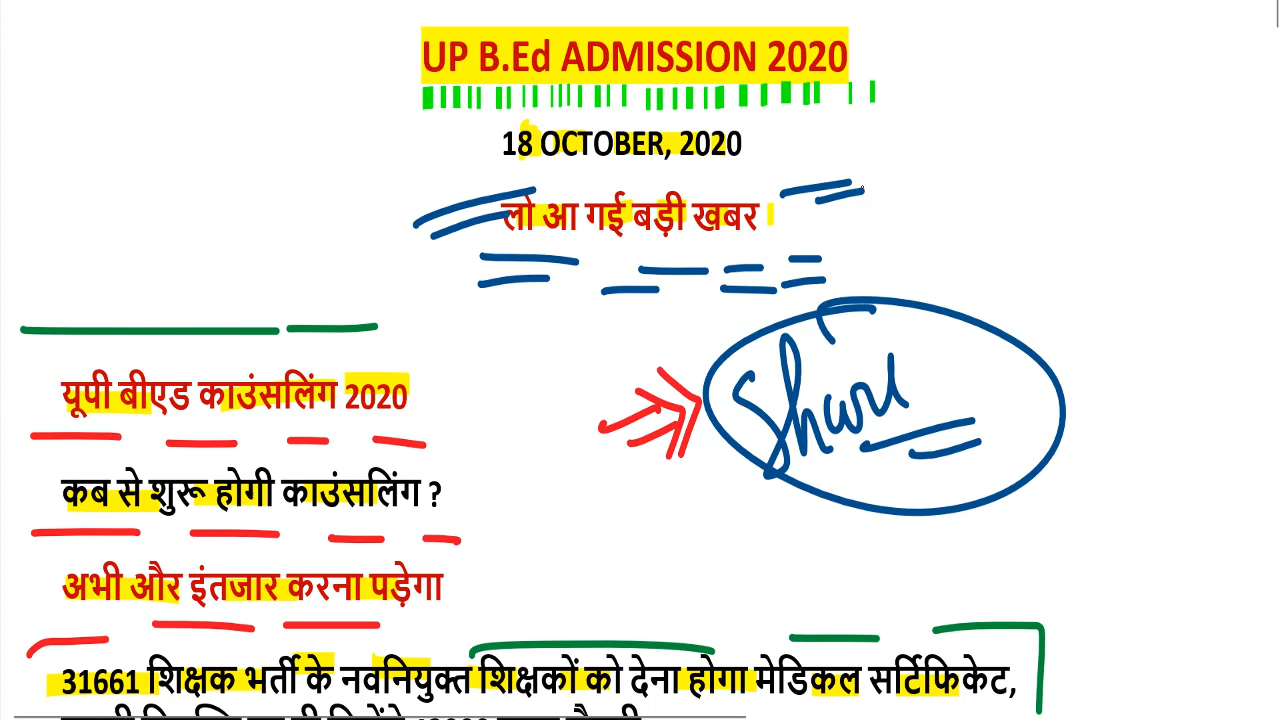 UP B.Ed ADMISSION 2020
18 OCTOBER, 2020
लो आ गई बड़ी खबर
यूपी बीएड काउंसलिंग 2020
Share
कब से शुरू होगी काउंसलिंग ?
अभी और इंतजार करना पड़ेगा
31661 शिक्षक भर्ती के नवनियुक्त शिक्षकों को देना होगा मेडिकल सर्टिफिकेट,